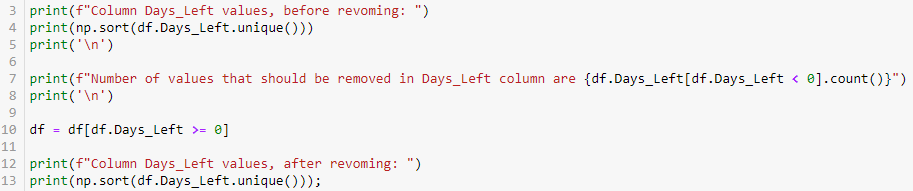 3 print(f"Column Days_Left values, before revoming: ")
4 print(np.sort(df.Days_Left.unique()))
5 print('\n')
6
7 print(f"Number of values that should be removed in Days_Left column are {df.Days_Left[df.Days_Left < 0].count()}")
8 print('\n')
9
10 df = df[df.Days_Left >= 0]
11
12 print(f"Column Days_Left values, after revoming: ")
13 print(np.sort(df.Days_Left.unique()));